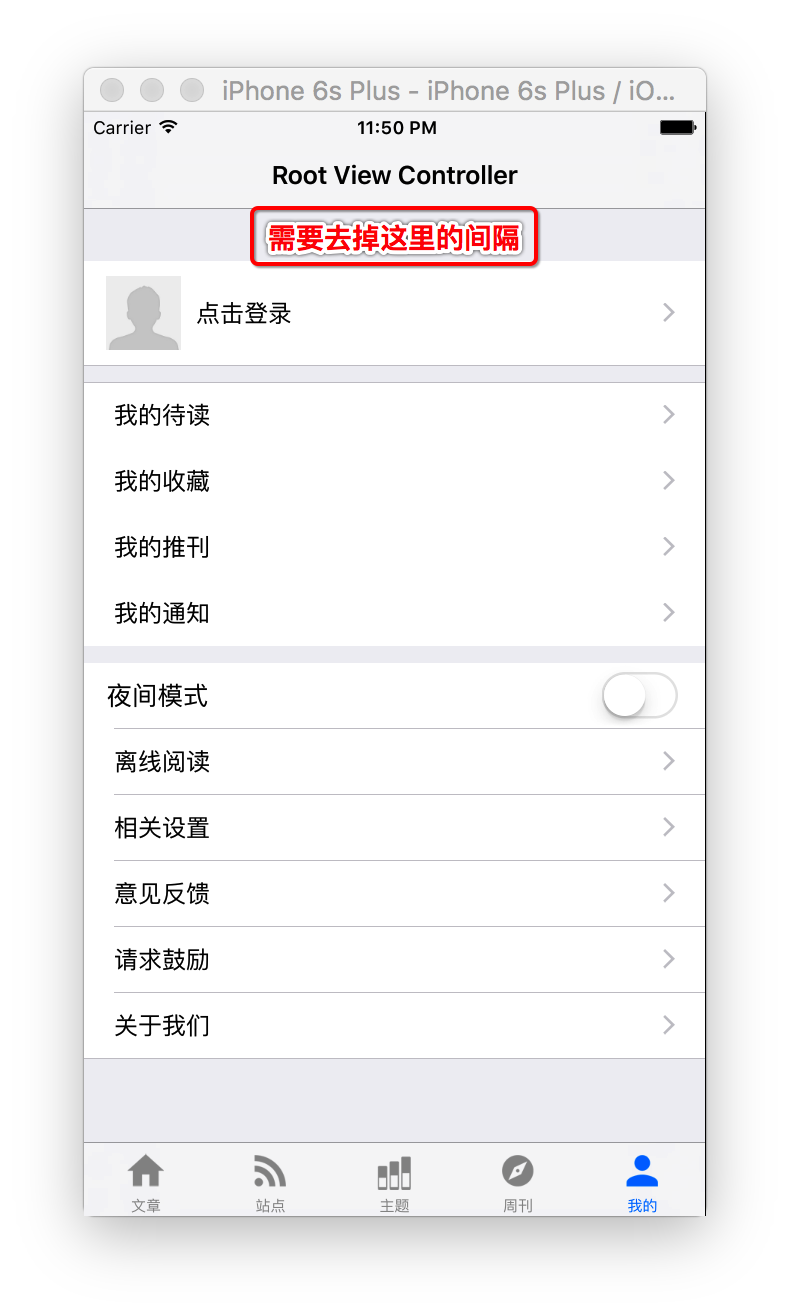 iPhone 6s Plus - iPhone 6s Plus / iO...
Carrier 11:50 PM
Root View Controller
需要去掉这里的间隔
点击登录
我的待读
我的收藏
我的推刊
我的通知
夜间模式
离线阅读
相关设置
意见反馈
请求鼓励
关于我们
文章 站点 主题 周刊 我的